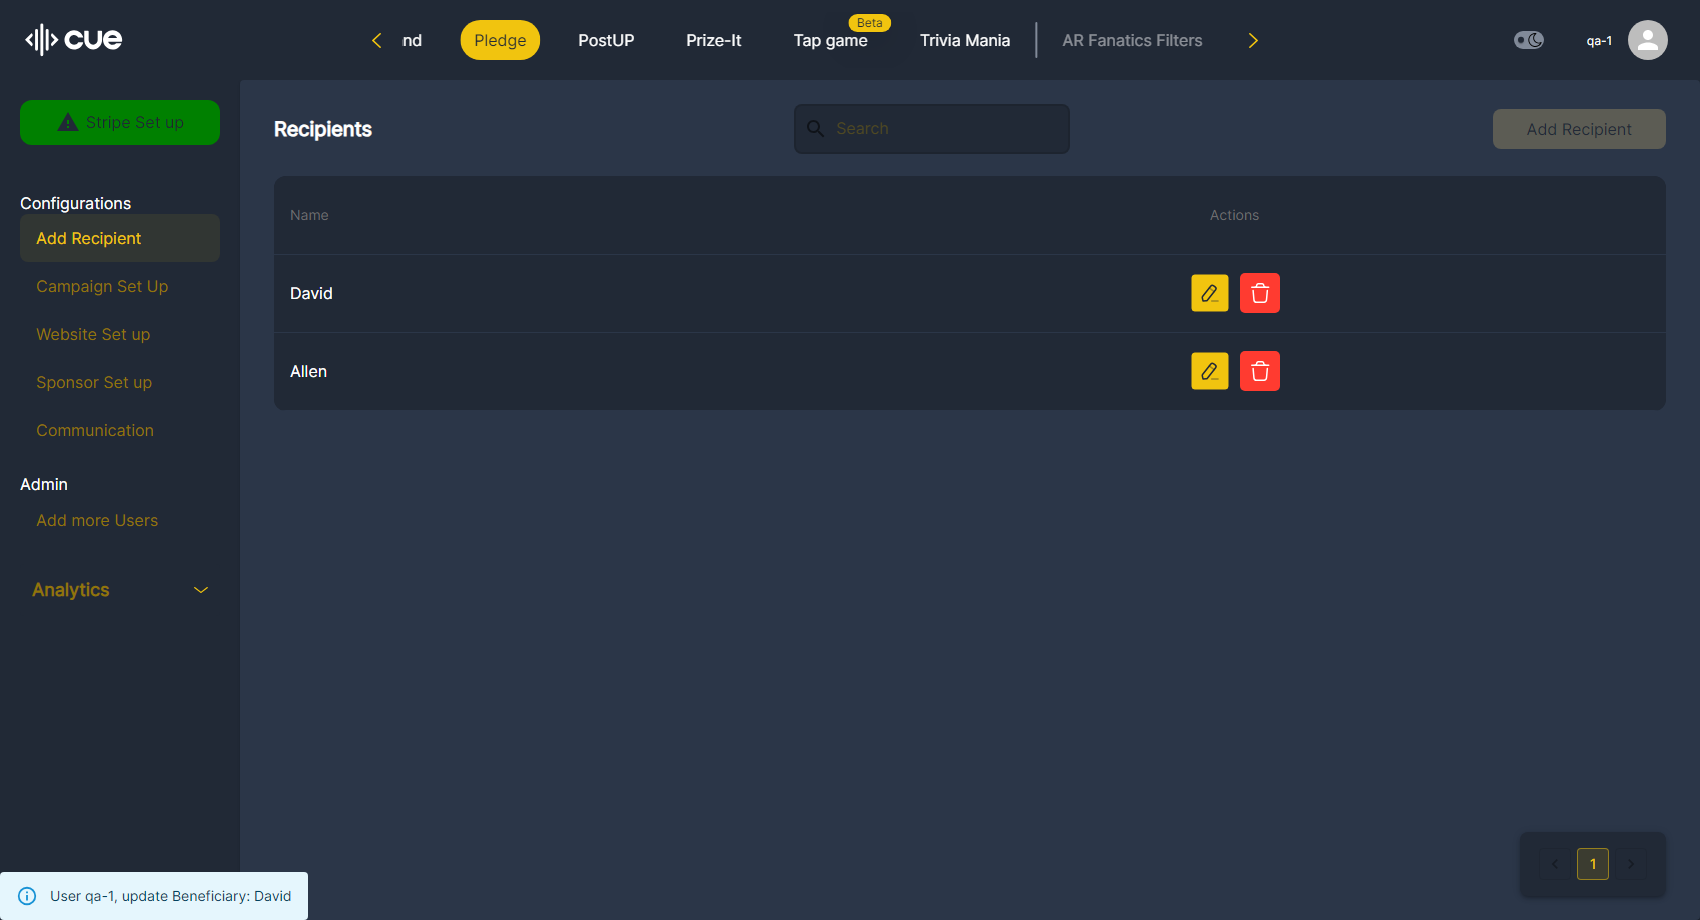 cue
nd
Pledge
PostUP
Prize-It
Tap game
Beta
Trivia Mania
AR Fanatics Filters
qa-1
Stripe Set up
Configurations
Add Recipient
Campaign Set Up
Website Set up
Sponsor Set up
Communication
Admin
Add more Users
Analytics
Recipients
Search
Add Recipient
Name
Actions
David
Allen
1
User qa-1, update Beneficiary: David